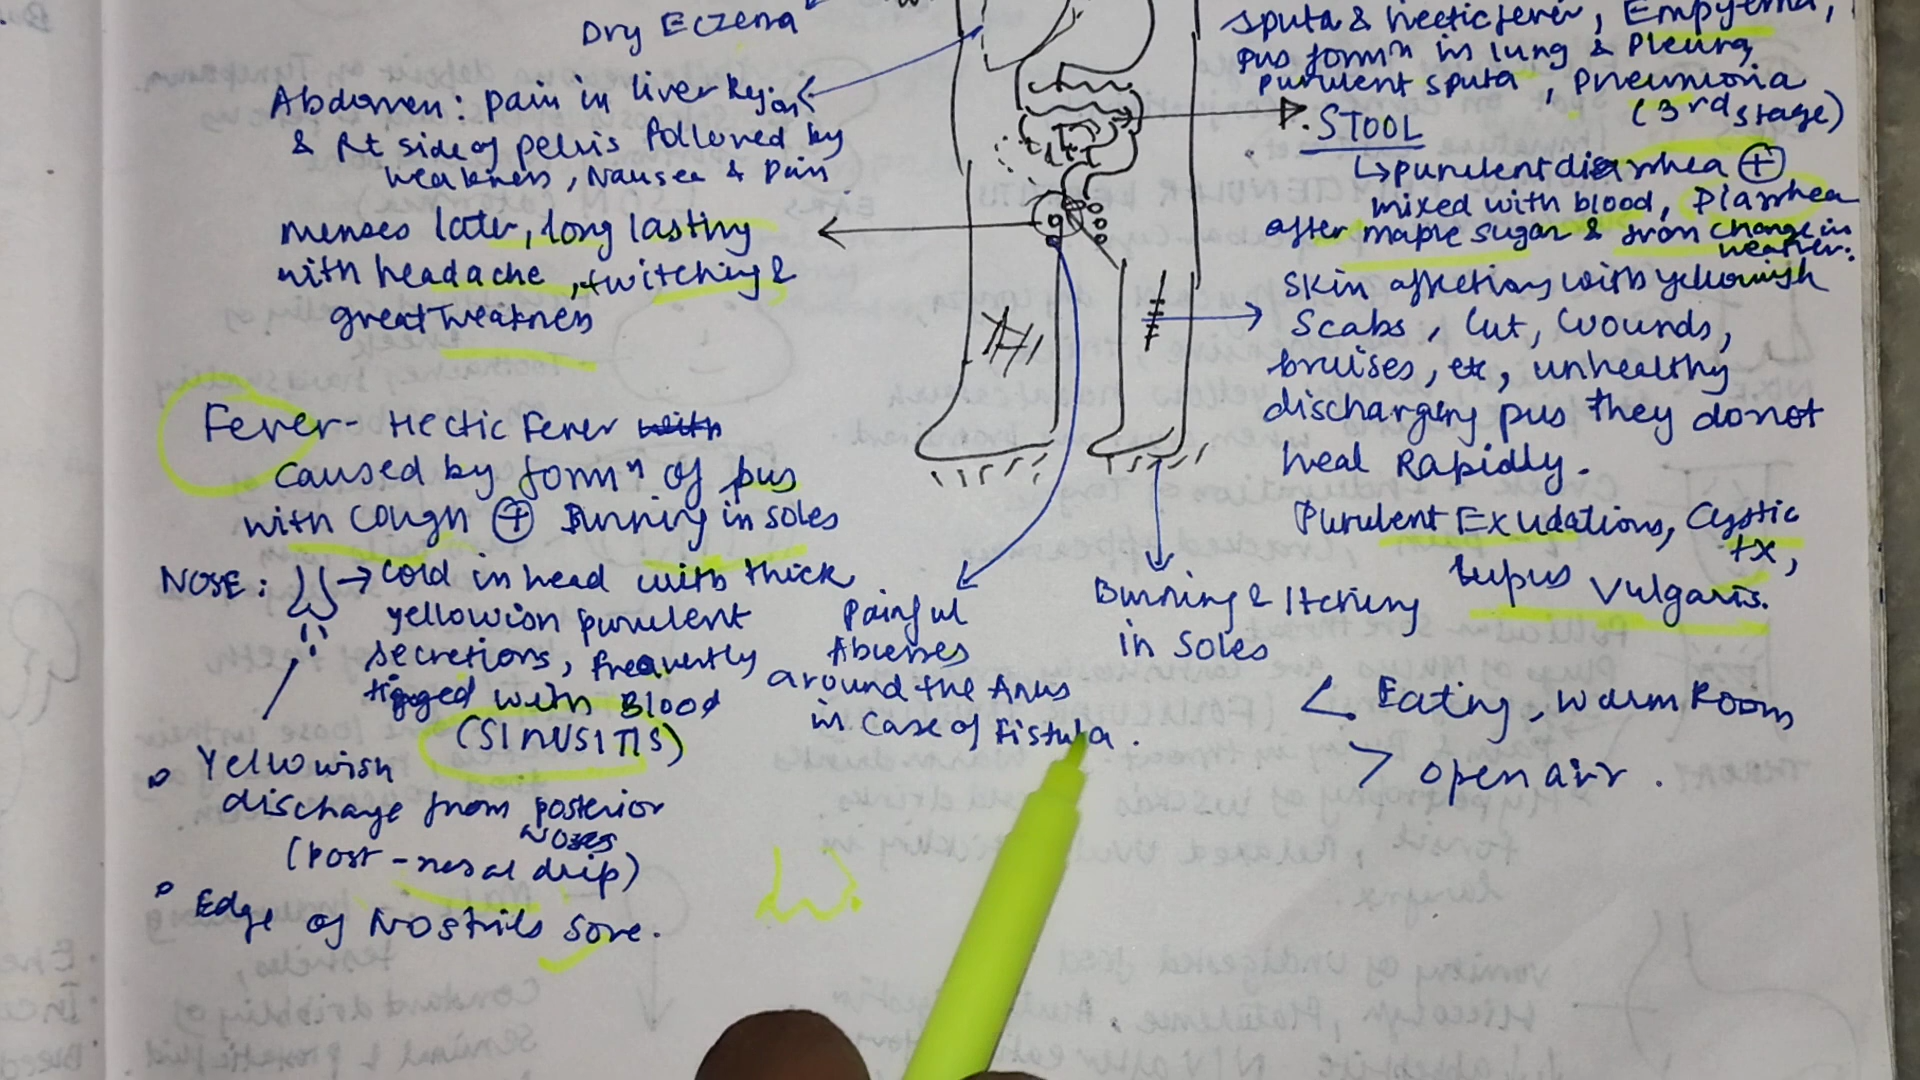 Dry Eczena
Abdomen: pain in liver Region
& Rt side of pelvis followed by
weakness, Nausea & Pain
menses later, long lasting
with headache, twitching &
great weakness
Fever- Hectic Fever with
caused by formⁿ of pus
with cough ⊕ Burning in soles
NOSE: → cold in head with thick
yellowish purulent
secretions, frequently
tigged with Blood
(SINUSITIS)
Yellowish
discharge from posterior
Nozes
(Post-nasal drip)
Edge of Nostrils sore.
sputa & hectic fever, Empyema,
pus formⁿ in lung & Pleura,
purulent sputa, pneumonia
(3rd stage)
STOOL
↳ purulent diarrhea ⊕
mixed with blood, Diarrhea
after maple sugar & from change in
weather.
Skin affections with yellowish
Scabs, Cut, Wounds,
bruises, etc, unhealthy
discharging pus they do not
heal Rapidly.
Purulent Exudations, Cystic
tx,
Lupus Vulgaris.
Painful
Abcesses
around the Anus
in case of fistula.
Burning & Itching
in Soles
< Eating, Warm Room
> open air.